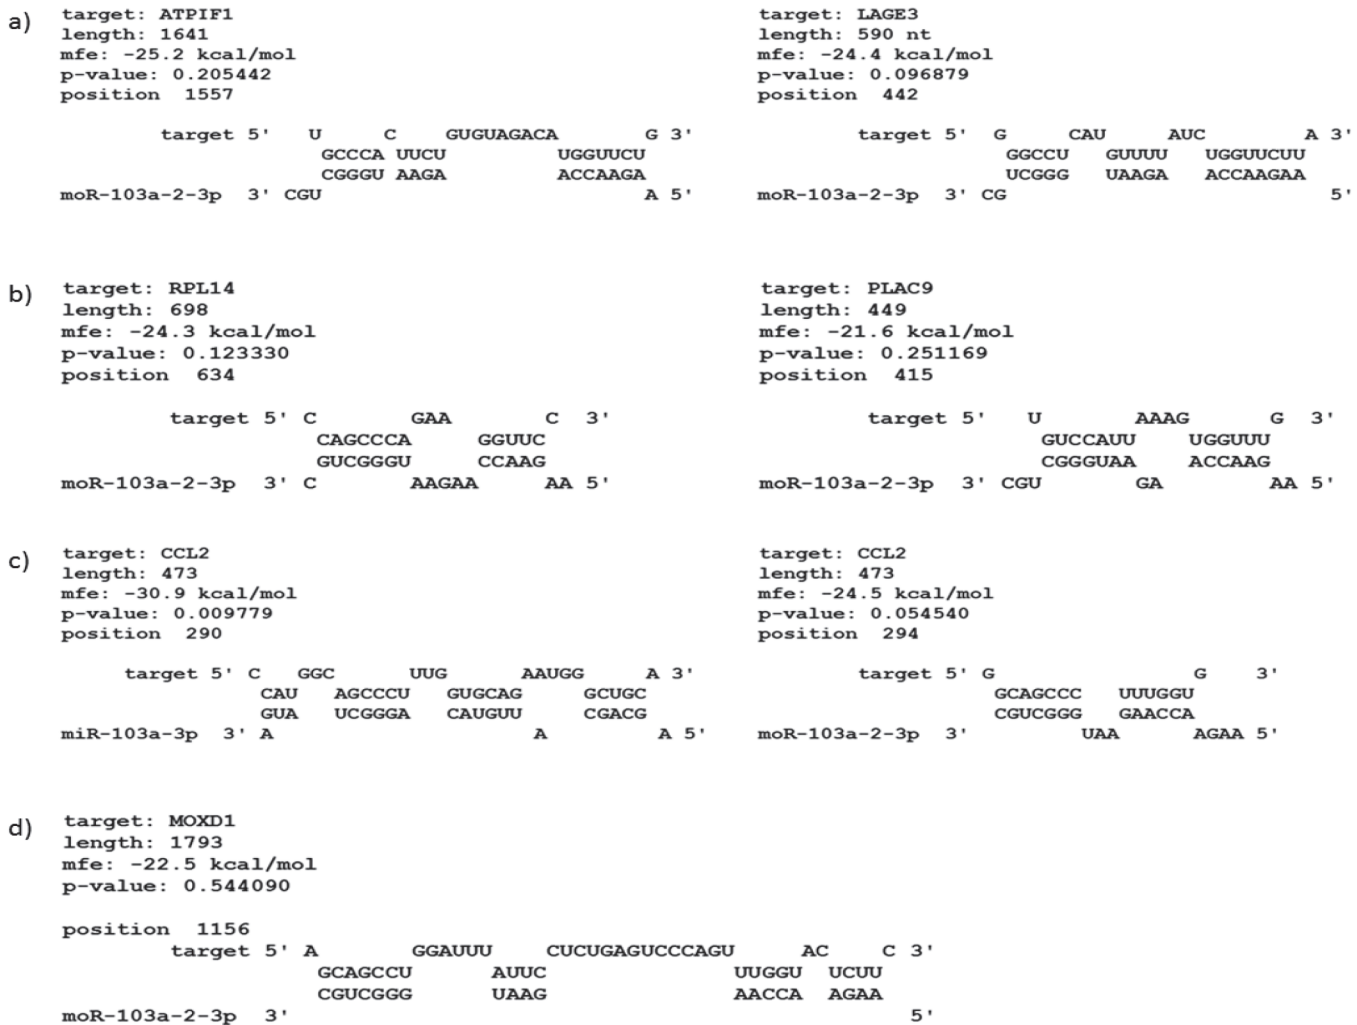 a)
target: ATPIF1
length: 1641
mfe: -25.2 kcal/mol
p-value: 0.205442
position 1557
target 5' U C GUGUAGACA G 3'
GCCCA UUCU UGGUUCU
CGGGU AAGA ACCAAGA
moR-103a-2-3p 3' CGU A 5'
target: LAGE3
length: 590 nt
mfe: -24.4 kcal/mol
p-value: 0.096879
position 442
target 5' G CAU AUC A 3'
GGCCU GUUUU UGGUUCUU
UCGGG UAAGA ACCAAGAA
moR-103a-2-3p 3' CG 5'
b)
target: RPL14
length: 698
mfe: -24.3 kcal/mol
p-value: 0.123330
position 634
target 5' C GAA C 3'
CAGCCCA GGUUC
GUCGGGU CCAAG
moR-103a-2-3p 3' C AAGAA AA 5'
target: PLAC9
length: 449
mfe: -21.6 kcal/mol
p-value: 0.251169
position 415
target 5' U AAAG G 3'
GUCCAUU UGGUUU
CGGGUAA ACCAAG
moR-103a-2-3p 3' CGU GA AA 5'
c)
target: CCL2
length: 473
mfe: -30.9 kcal/mol
p-value: 0.009779
position 290
target 5' C GGC UUG AAUGG A 3'
CAU AGCCCU GUGCAG GCUGC
GUA UCGGGA CAUGUU CGACG
miR-103a-3p 3' A A A 5'
target: CCL2
length: 473
mfe: -24.5 kcal/mol
p-value: 0.054540
position 294
target 5' G G 3'
GCAGCCC UUUGGU
CGUCGGG GAACCA
moR-103a-2-3p 3' UAA AGAA 5'
d)
target: MOXD1
length: 1793
mfe: -22.5 kcal/mol
p-value: 0.544090
position 1156
target 5' A GGAUUU CUCUGAGUCCCAGU AC C 3'
GCAGCCU AUUC UUGGU UCUU
CGUCGGG UAAG AACCA AGAA
moR-103a-2-3p 3' 5'